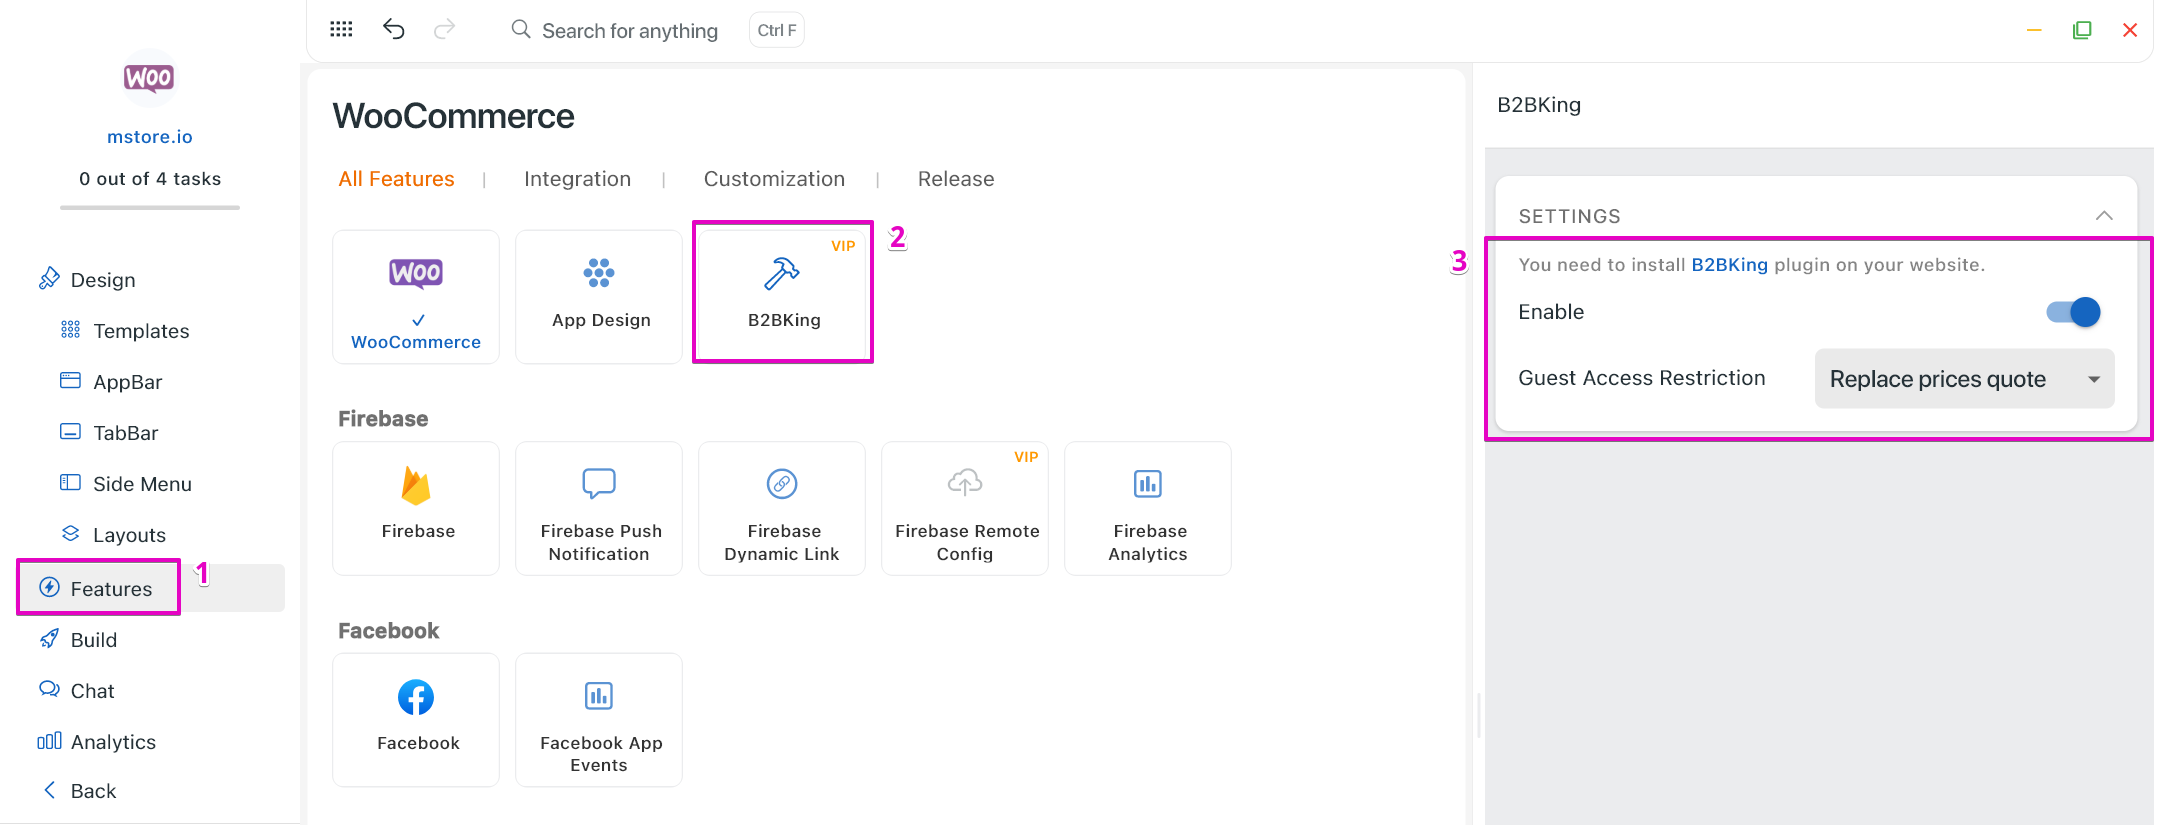 Search for anything
Ctrl F
WOO
mstore.io
0 out of 4 tasks
Design
Templates
AppBar
TabBar
Side Menu
Layouts
Features
1
Build
Chat
Analytics
Back
WooCommerce
All Features | Integration | Customization | Release
WOO
WooCommerce
App Design
VIP
B2BKing
2
Firebase
Firebase
Firebase Push
Notification
Firebase
Dynamic Link
VIP
Firebase Remote
Config
Firebase
Analytics
Facebook
Facebook
Facebook App
Events
B2BKing
SETTINGS
3
You need to install B2BKing plugin on your website.
Enable
Guest Access Restriction
Replace prices quote